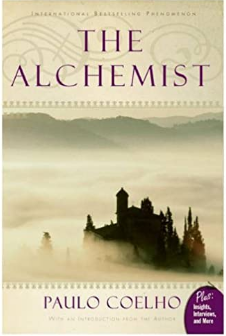 INTERNATIONAL BESTSELLING PHENOMENON
THE
ALCHEMIST
PAULO COELHO
WITH AN INTRODUCTION FROM THE AUTHOR
Plus:
Insights,
Interviews,
and More